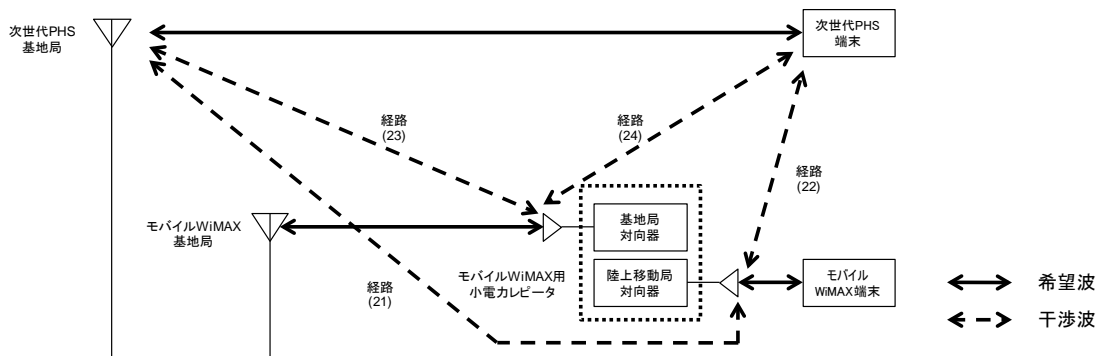 次世代PHS
基地局
次世代PHS
端末
経路
(23)
経路
(24)
経路
(22)
モバイルWiMAX
基地局
基地局
対向器
モバイルWiMAX用
小電力レピータ
陸上移動局
対向器
モバイル
WiMAX端末
経路
(21)
希望波
干渉波